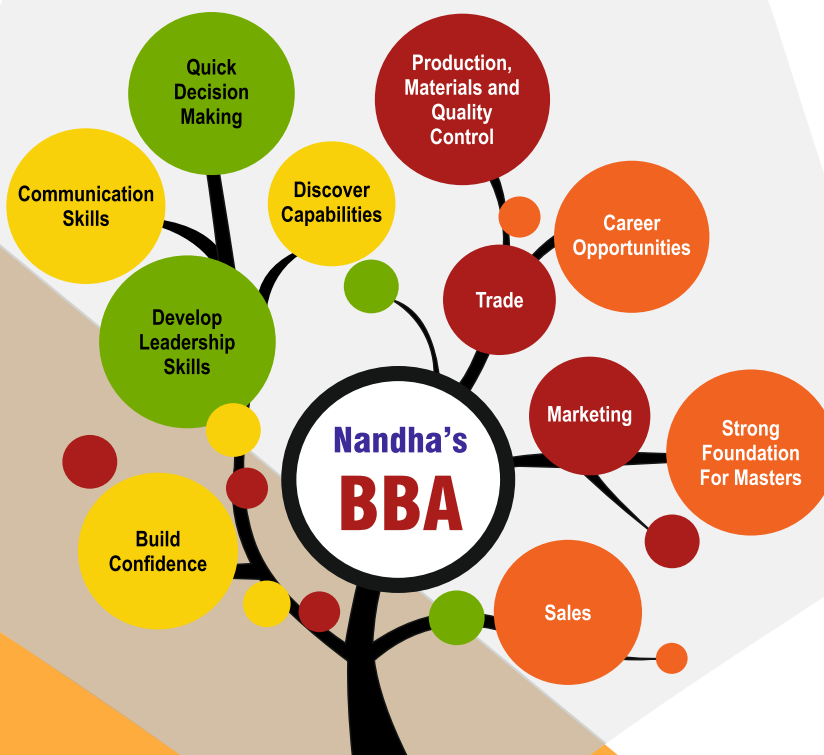 Quick
Decision
Making
Production,
Materials and
Quality
Control
Communication
Skills
Discover
Capabilities
Career
Opportunities
Trade
Develop
Leadership
Skills
Marketing
Strong
Foundation
For Masters
Nandha's
BBA
Build
Confidence
Sales